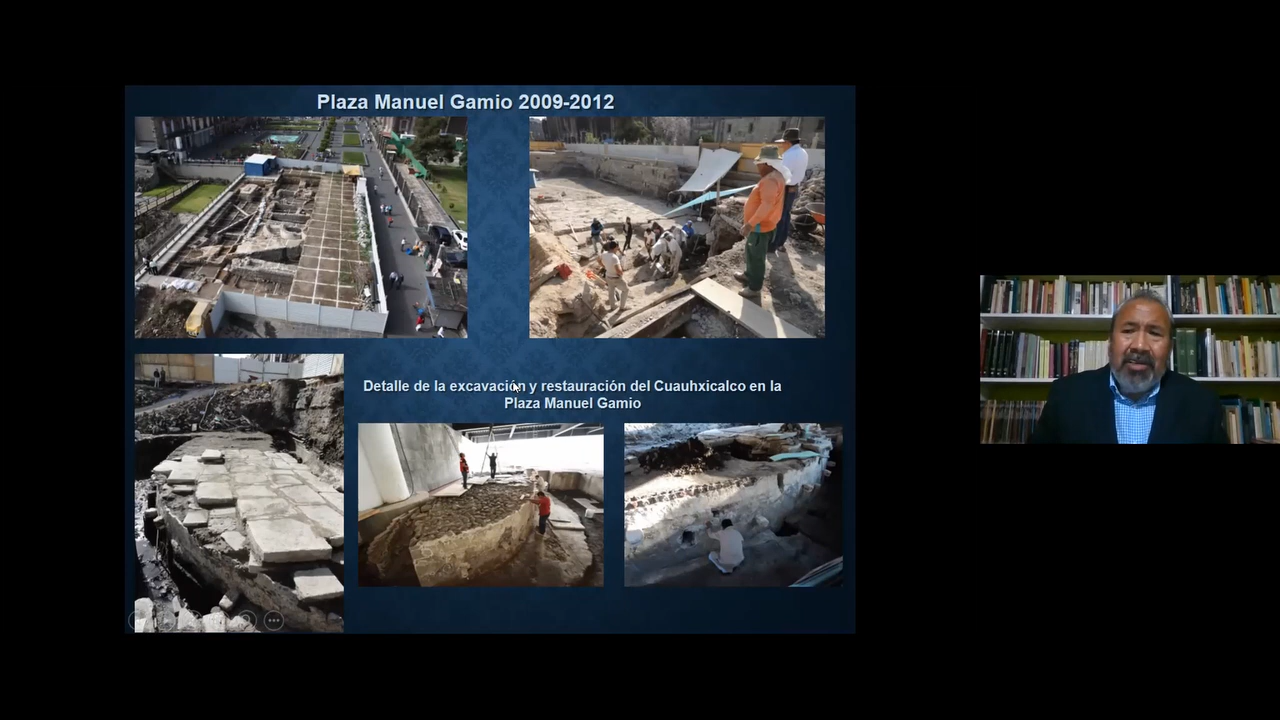 Plaza Manuel Gamio 2009-2012
Detalle de la excavación y restauración del Cuauhxicalco en la
Plaza Manuel Gamio